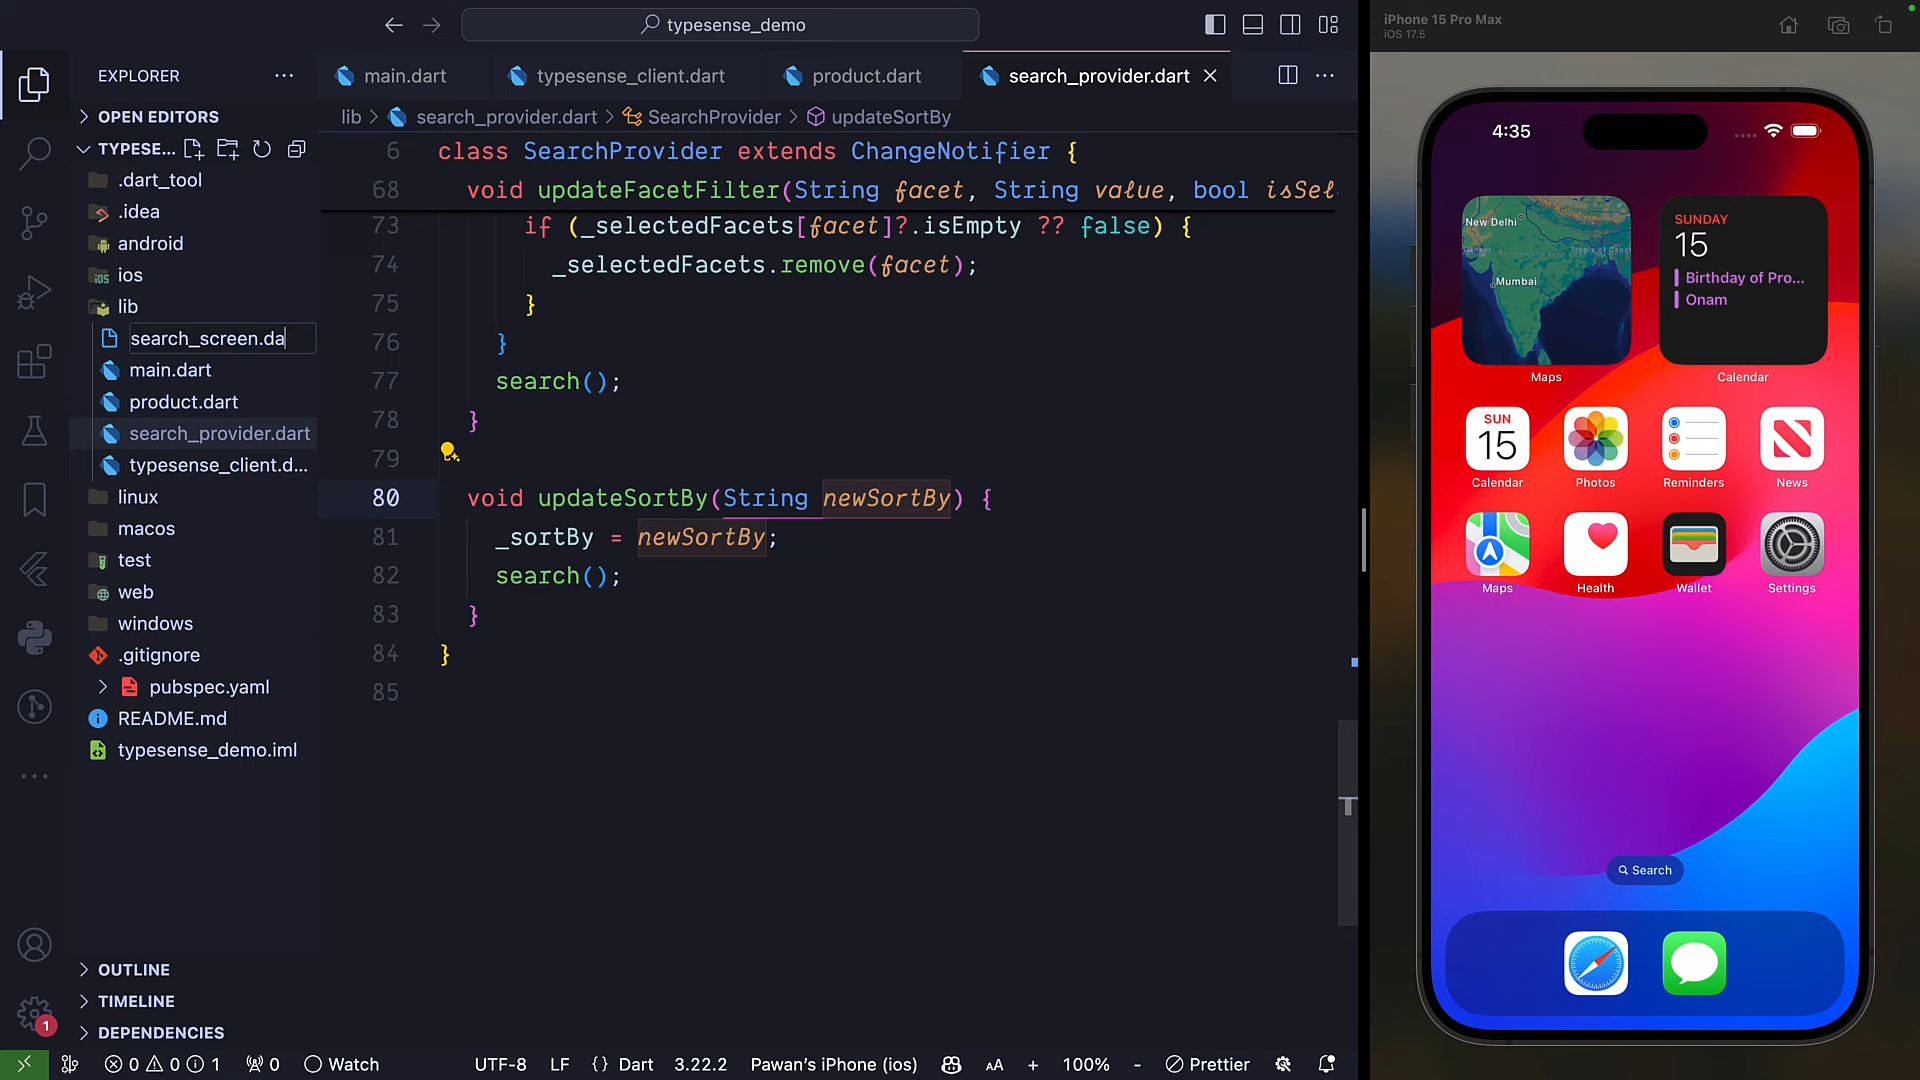 typesense_demo
EXPLORER
OPEN EDITORS
TYPESE...
.dart_tool
.idea
android
ios
lib
search_screen.da
main.dart
product.dart
search_provider.dart
typesense_client.d...
linux
macos
test
web
windows
.gitignore
pubspec.yaml
README.md
typesense_demo.iml
OUTLINE
TIMELINE
DEPENDENCIES
main.dart
typesense_client.dart
product.dart
search_provider.dart
lib > search_provider.dart > SearchProvider > updateSortBy
6 class SearchProvider extends ChangeNotifier {
68 void updateFacetFilter(String facet, String value, bool isSel
73 if (_selectedFacets[facet]?.isEmpty ?? false) {
74 _selectedFacets.remove(facet);
75 }
76 }
77 search();
78 }
79
80 void updateSortBy(String newSortBy) {
81 _sortBy = newSortBy;
82 search();
83 }
84 }
85
1
0 0 1
0
Watch
UTF-8
LF
{} Dart
3.22.2
Pawan's iPhone (ios)
+
100%
-
Prettier
iPhone 15 Pro Max
iOS 17.5
4:35
New Delhi
Mumbai
Maps
SUNDAY
15
Birthday of Pro...
Onam
Calendar
SUN
15
Calendar
Photos
Reminders
News
Maps
Health
Wallet
Settings
Search